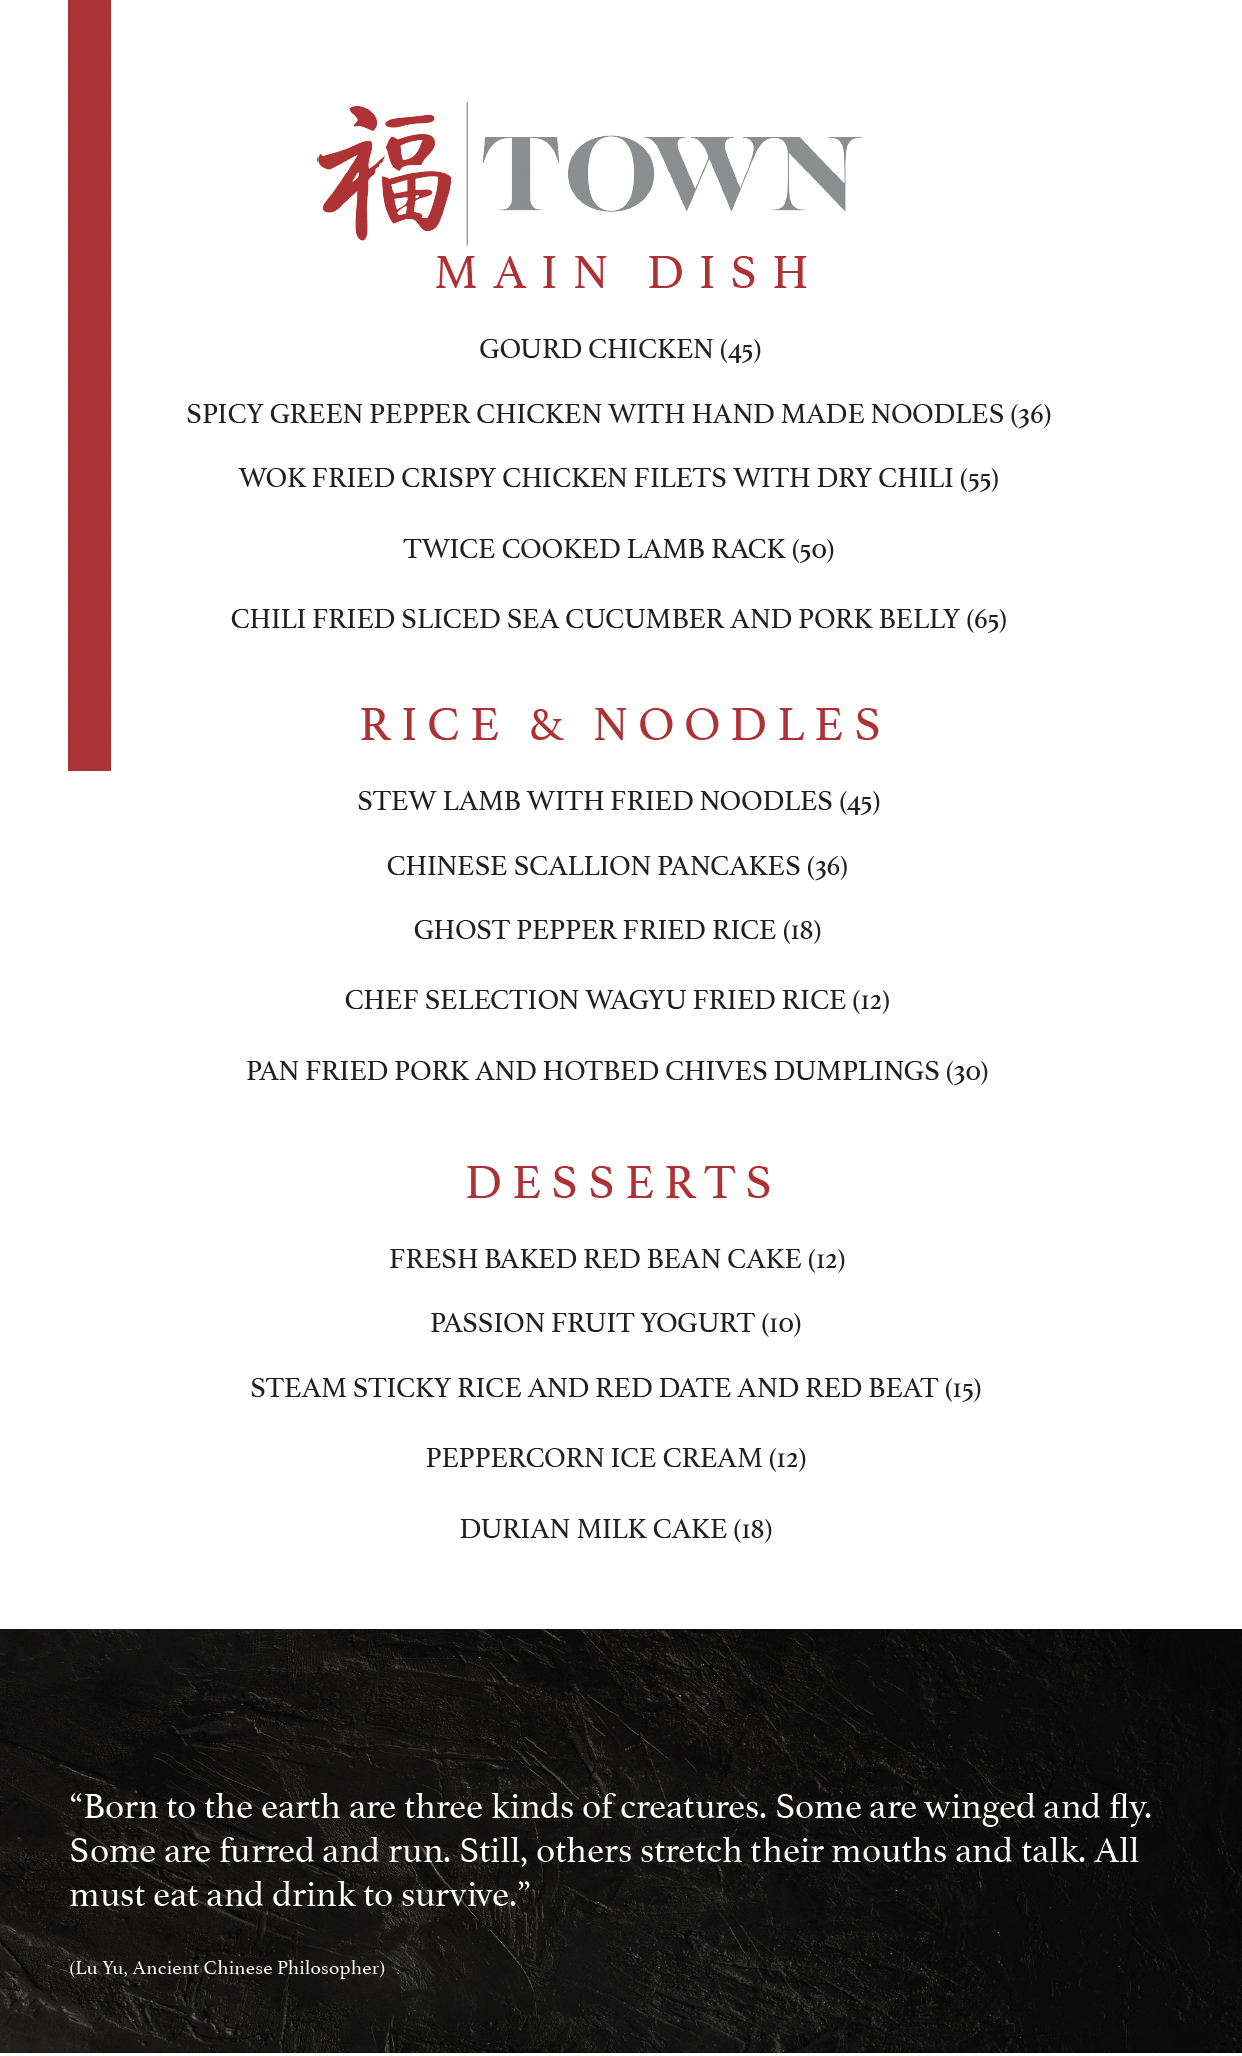 福 TOWN
MAIN DISH
GOURD CHICKEN (45)
SPICY GREEN PEPPER CHICKEN WITH HAND MADE NOODLES (36)
WOK FRIED CRISPY CHICKEN FILETS WITH DRY CHILI (55)
TWICE COOKED LAMB RACK (50)
CHILI FRIED SLICED SEA CUCUMBER AND PORK BELLY (65)
RICE & NOODLES
STEW LAMB WITH FRIED NOODLES (45)
CHINESE SCALLION PANCAKES (36)
GHOST PEPPER FRIED RICE (18)
CHEF SELECTION WAGYU FRIED RICE (12)
PAN FRIED PORK AND HOTBED CHIVES DUMPLINGS (30)
DESSERTS
FRESH BAKED RED BEAN CAKE (12)
PASSION FRUIT YOGURT (10)
STEAM STICKY RICE AND RED DATE AND RED BEAT (15)
PEPPERCORN ICE CREAM (12)
DURIAN MILK CAKE (18)
“Born to the earth are three kinds of creatures. Some are winged and fly.
Some are furred and run. Still, others stretch their mouths and talk. All
must eat and drink to survive.”
(Lu Yu, Ancient Chinese Philosopher)